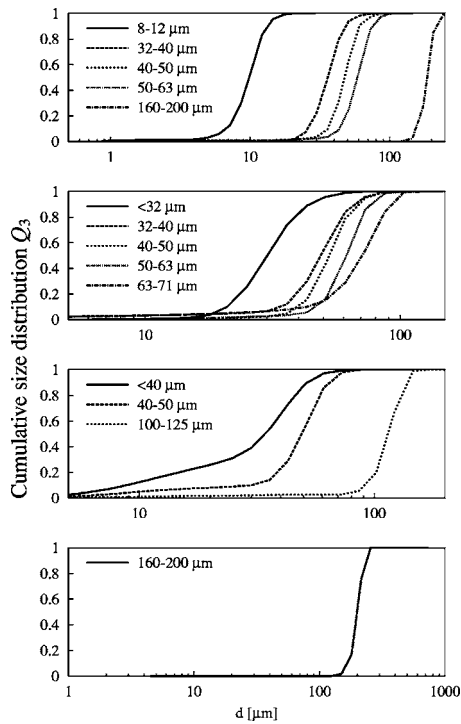 Cumulative size distribution Q3
1
0.8
0.6
0.4
0.2
0
8-12 µm
32-40 µm
40-50 µm
50-63 µm
160-200 µm
1 10 100
1
0.8
0.6
0.4
0.2
0
<32 µm
32-40 µm
40-50 µm
50-63 µm
63-71 µm
10 100
1
0.8
0.6
0.4
0.2
0
<40 µm
40-50 µm
100-125 µm
10 100
1
0.8
0.6
0.4
0.2
0
160-200 µm
1 10 100 1000
d [µm]